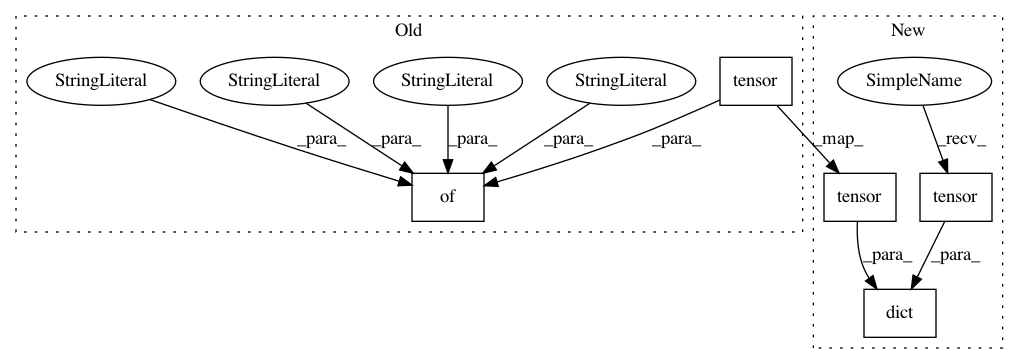 Old
New
StringLiteral StringLiteral StringLiteral StringLiteral tensor SimpleName
_para_ _para_ _para_ _para_ _para_ _map_ _recv_
of tensor tensor
_para_ _para_
dict